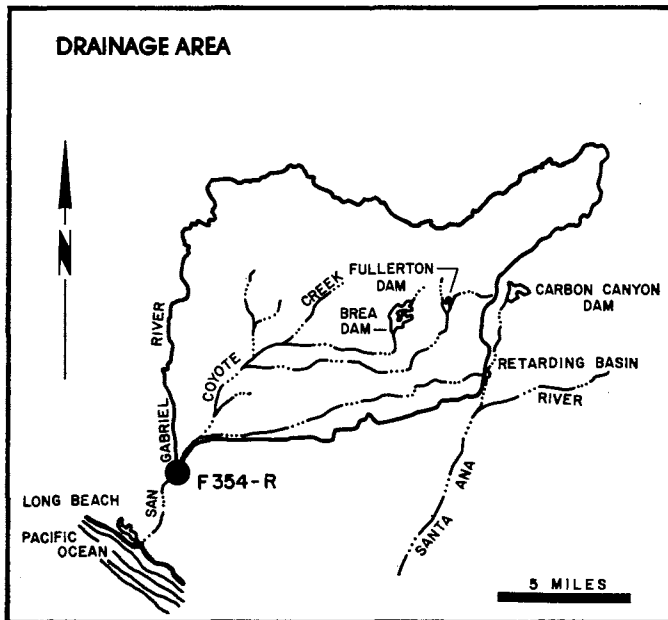 DRAINAGE AREA
N
FULLERTON
DAM
CREEK
BREA
DAM
CARBON CANYON
DAM
RIVER
COYOTE
RETARDING BASIN
RIVER
GABRIEL
F354-R
SAN
ANA
SANTA
LONG BEACH
PACIFIC
OCEAN
5 MILES